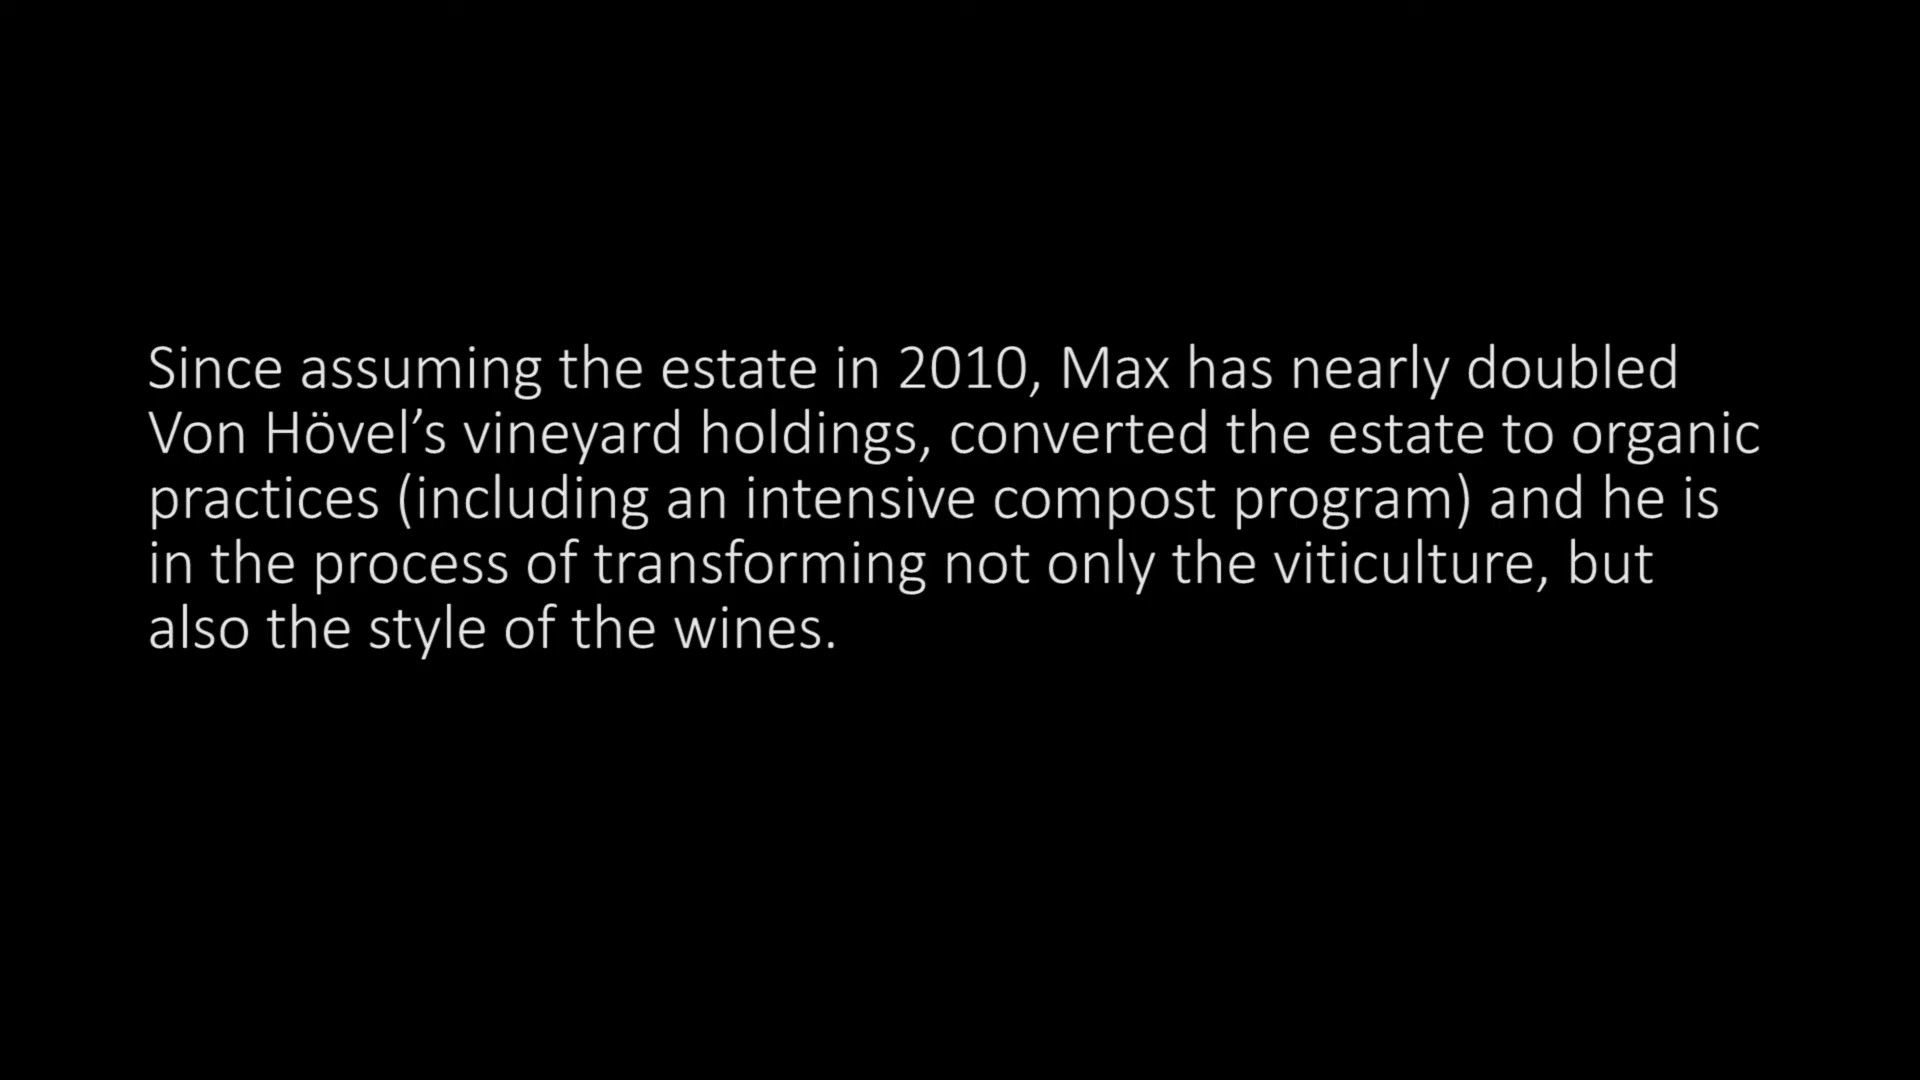 Since assuming the estate in 2010, Max has nearly doubled
Von Hövel’s vineyard holdings, converted the estate to organic
practices (including an intensive compost program) and he is
in the process of transforming not only the viticulture, but
also the style of the wines.